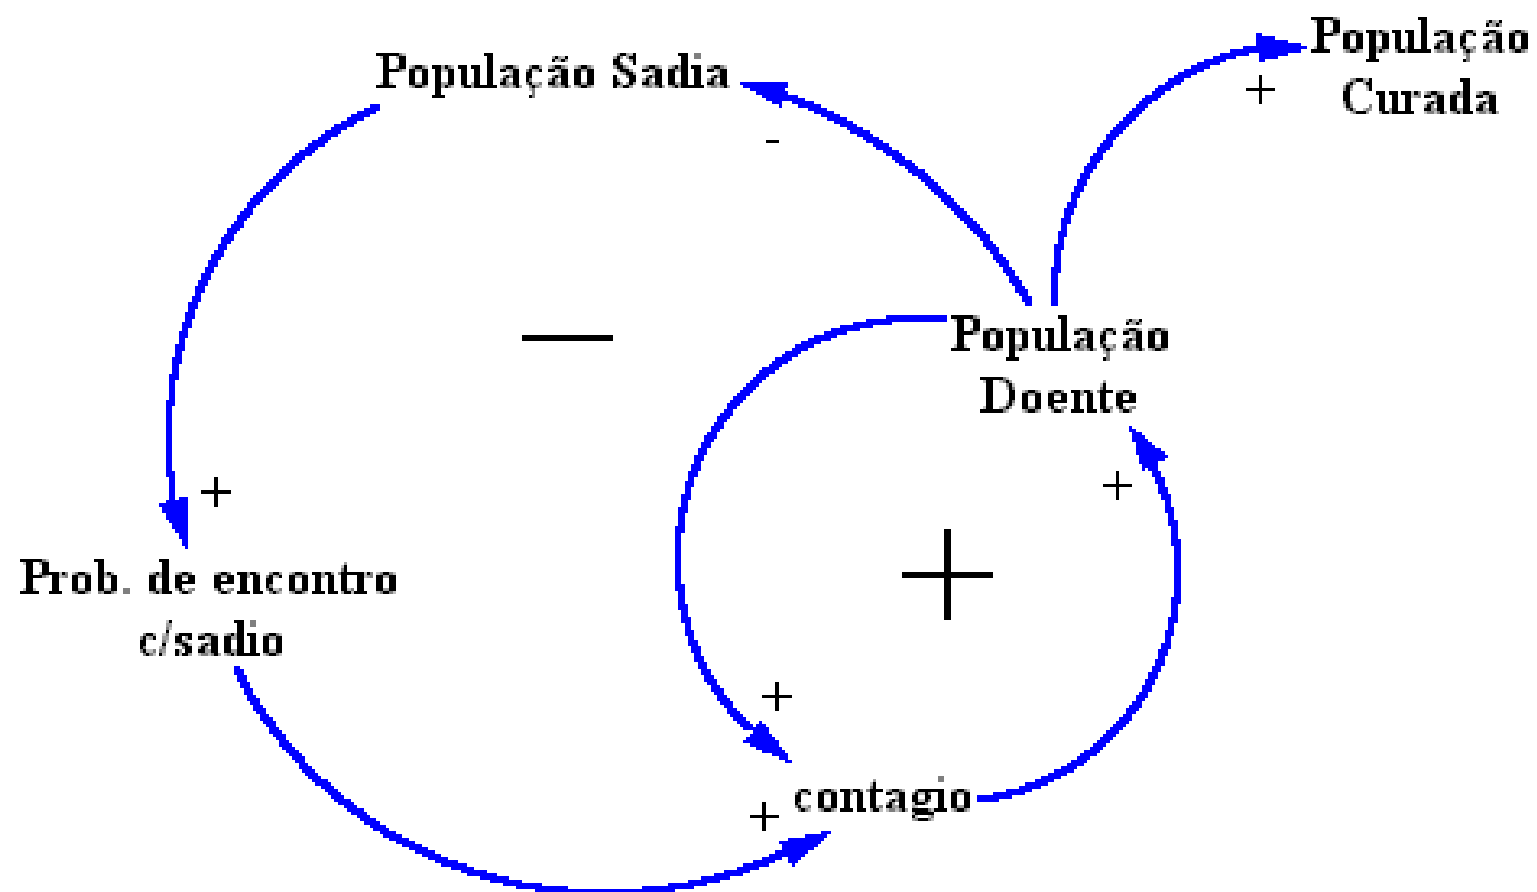 População Sadia
-
População
Curada
+
—
População
Doente
+
+
Prob. de encontro
c/sadio
+
+
+
contagio